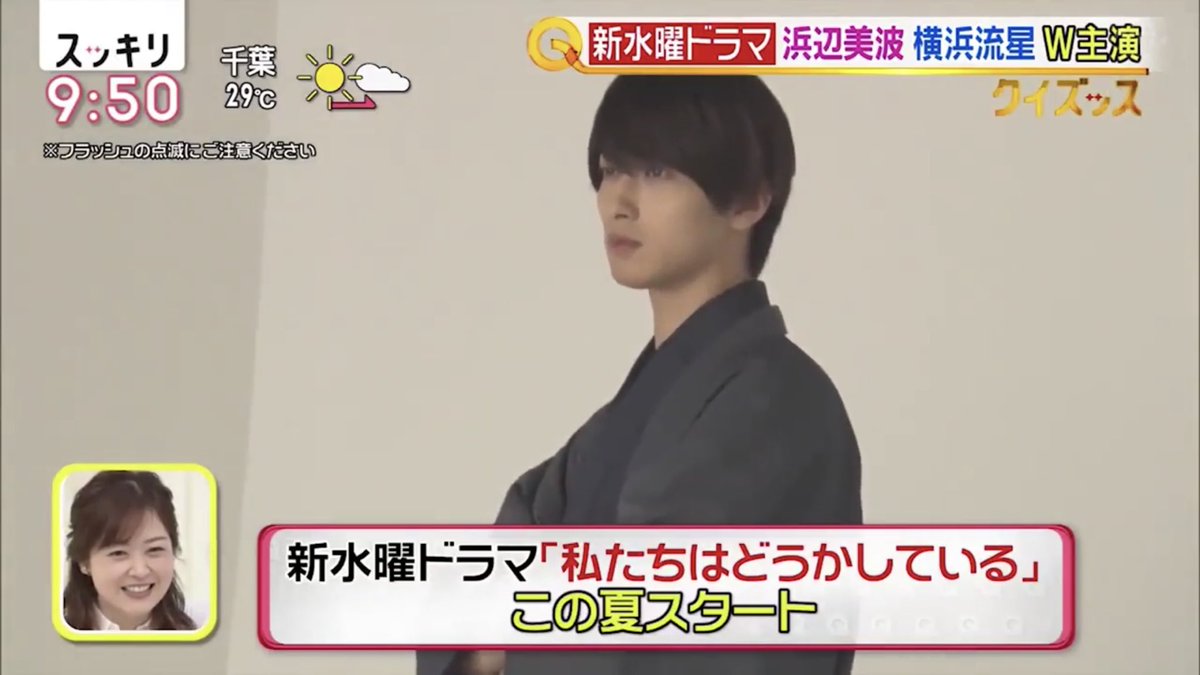 スッキリ
9:50
千葉
29℃
※フラッシュの点滅にご注意ください
Q
新水曜ドラマ 浜辺美波 横浜流星 W主演
クイズッス
新水曜ドラマ「私たちはどうかしている」
この夏スタート